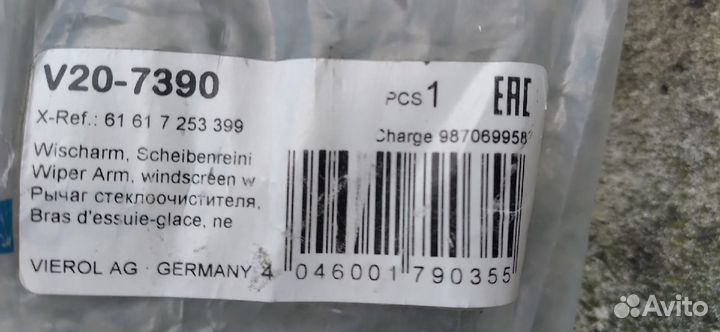 V20-7390
PCS 1 EAC
X-Ref.: 61 61 7 253 399
Charge 987069958
Wischarm, Scheibenreini
Wiper Arm, windscreen w
Рычаг стеклоочистителя,
Bras d'essuie-glace, ne
VIEROL AG · GERMANY
4 046001 790355
Avito